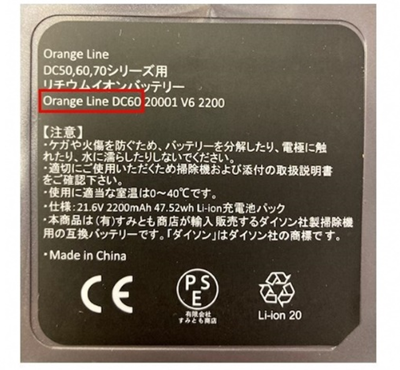 Orange Line
DC50,60,70シリーズ用
リチウムイオンバッテリー
Orange Line DC60 20001 V6 2200
【注意】
・ケガや火傷を防ぐため、バッテリーを分解したり、電極に触
れたり、水に濡らしたりしないでください。
・適切にご使用いただくため掃除機および添付の取扱説明書
をご確認ください。
・使用に適当な室温は0～40℃です。
・仕様: 21.6V 2200mAh 47.52wh Li-ion充電池パック
・本商品は(有)すみとも商店が輸入販売するダイソン社製掃除機
用の互換バッテリーです。「ダイソン」はダイソン社の商標です。
・Made in China
CE
PSE
有限会社
すみとも商店
Li-ion 20